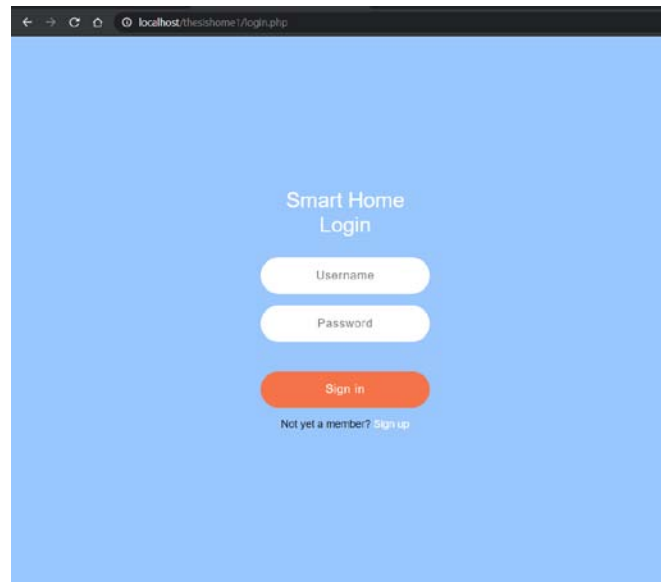 localhost/thesishome1/login.php
Smart Home
Login
Username
Password
Sign in
Not yet a member? Sign up